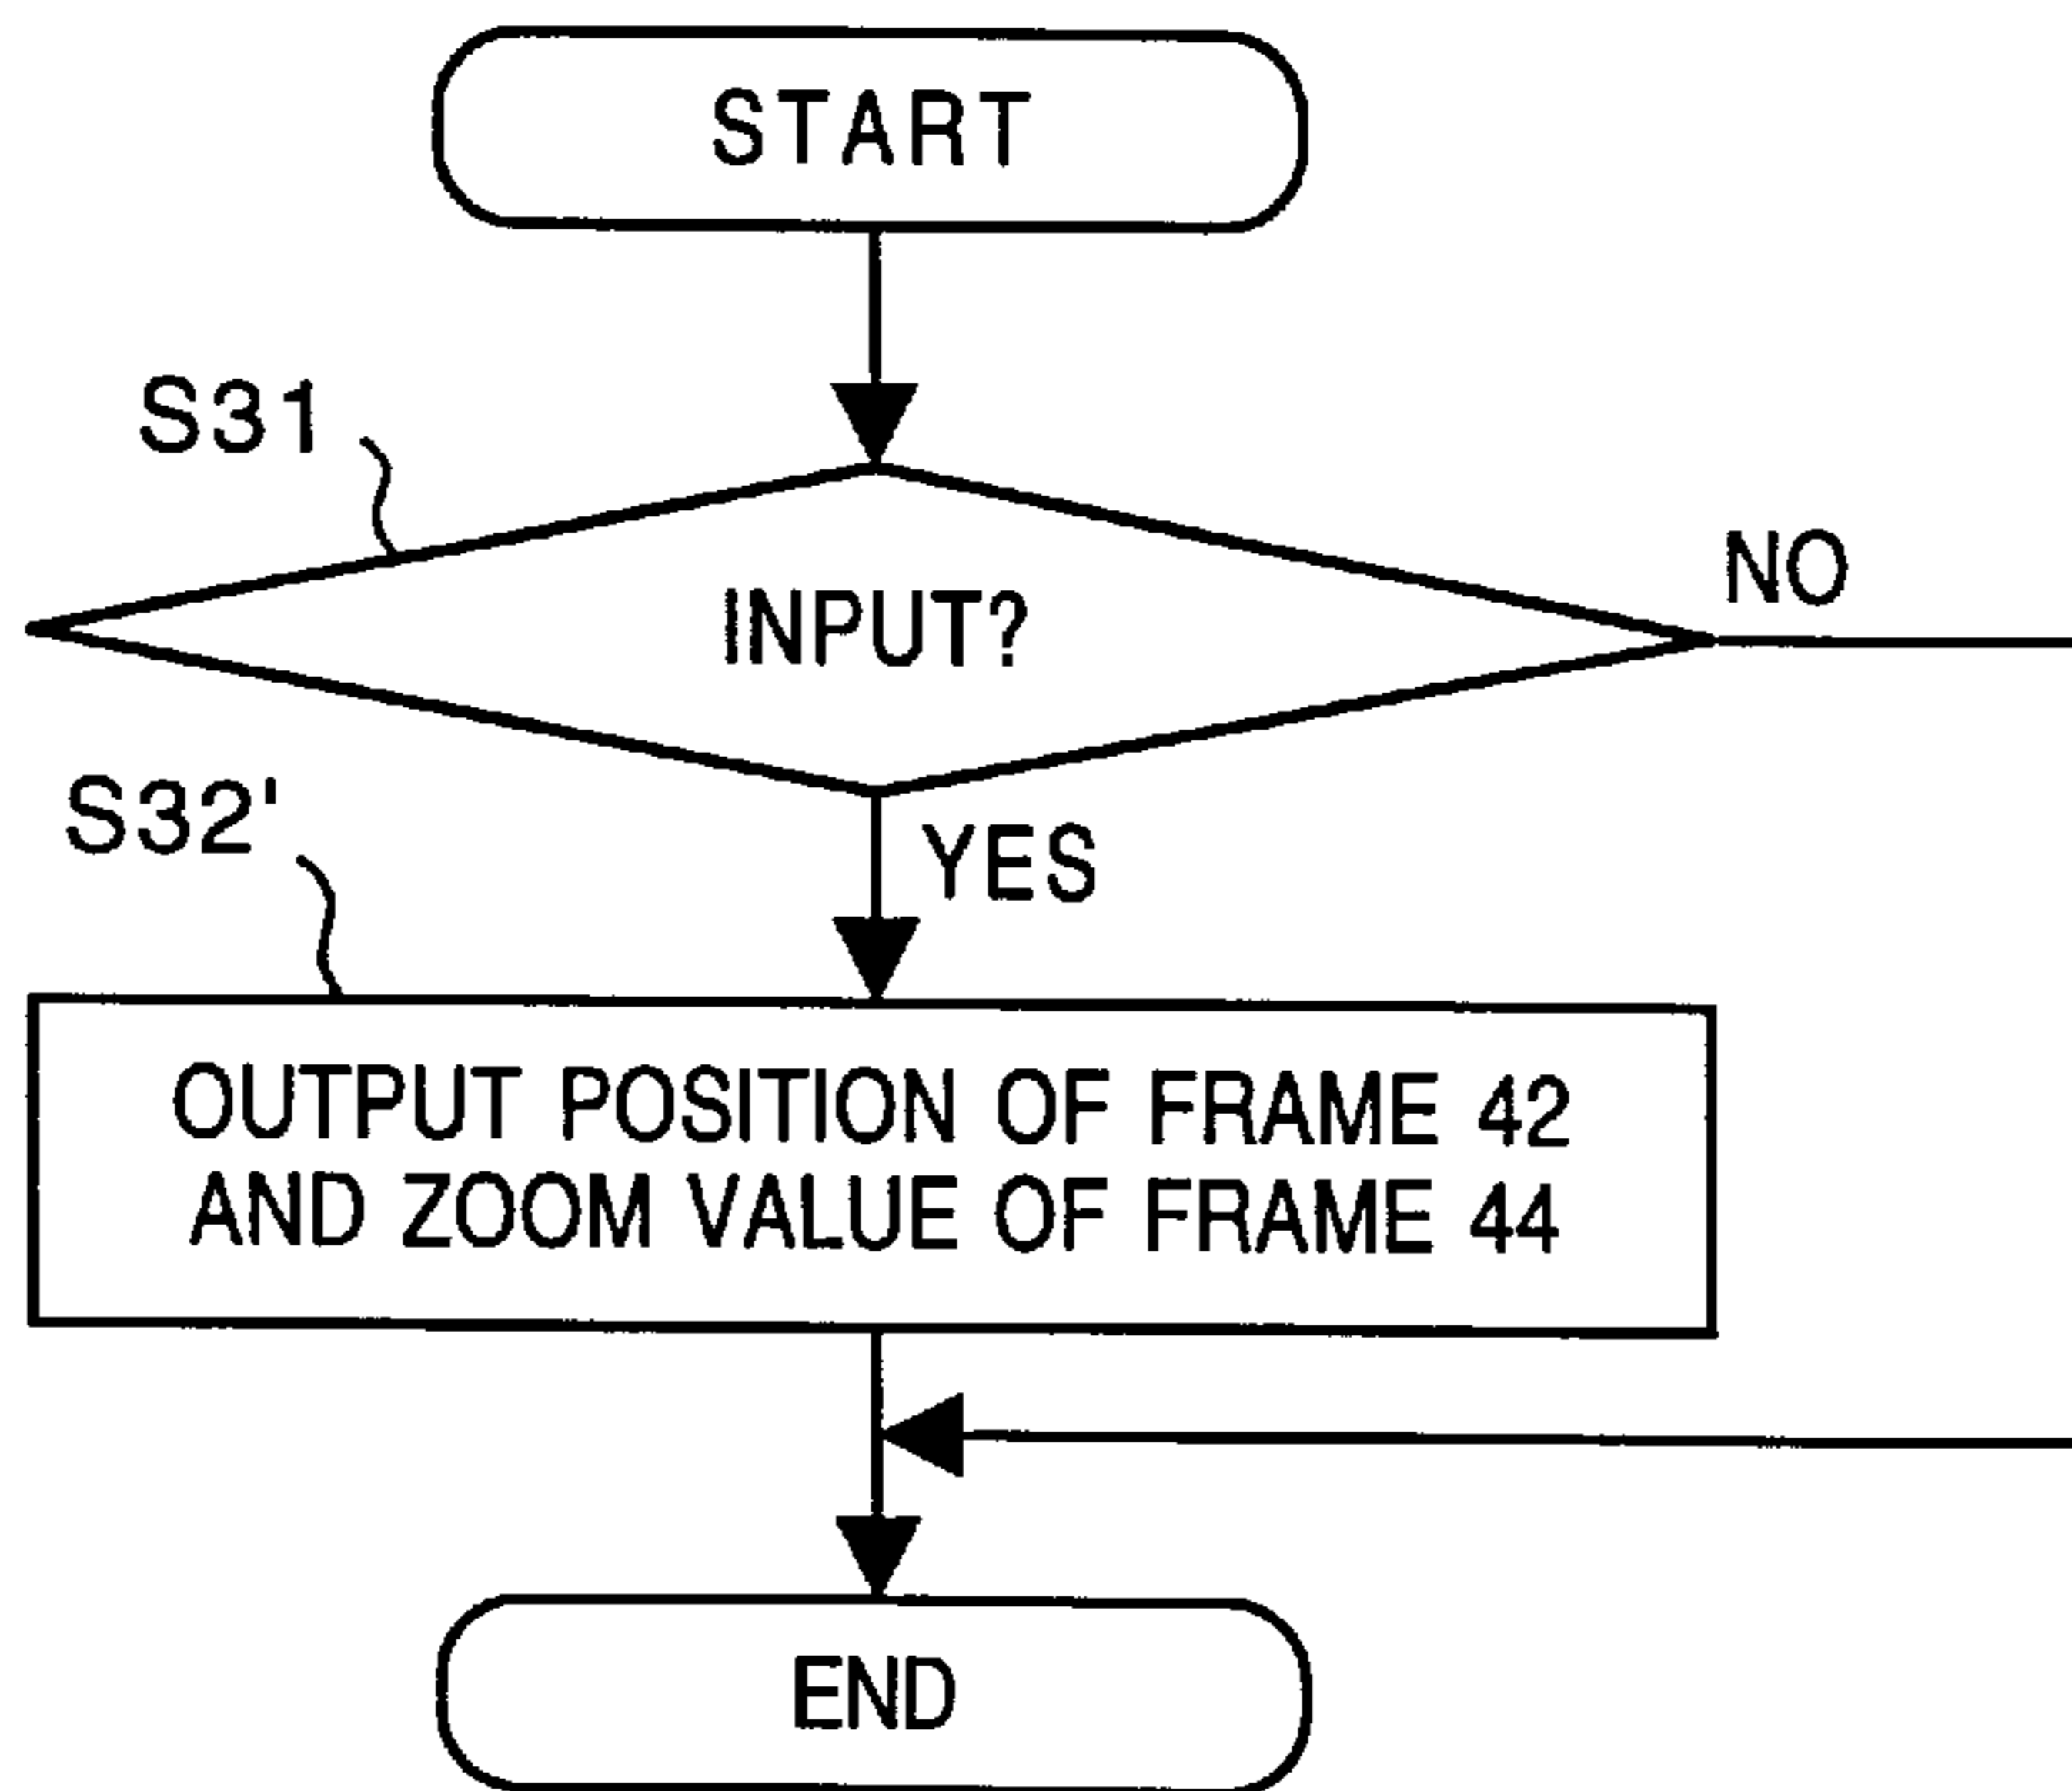 START
S31
INPUT?
NO
S32'
YES
OUTPUT POSITION OF FRAME 42
AND ZOOM VALUE OF FRAME 44
END